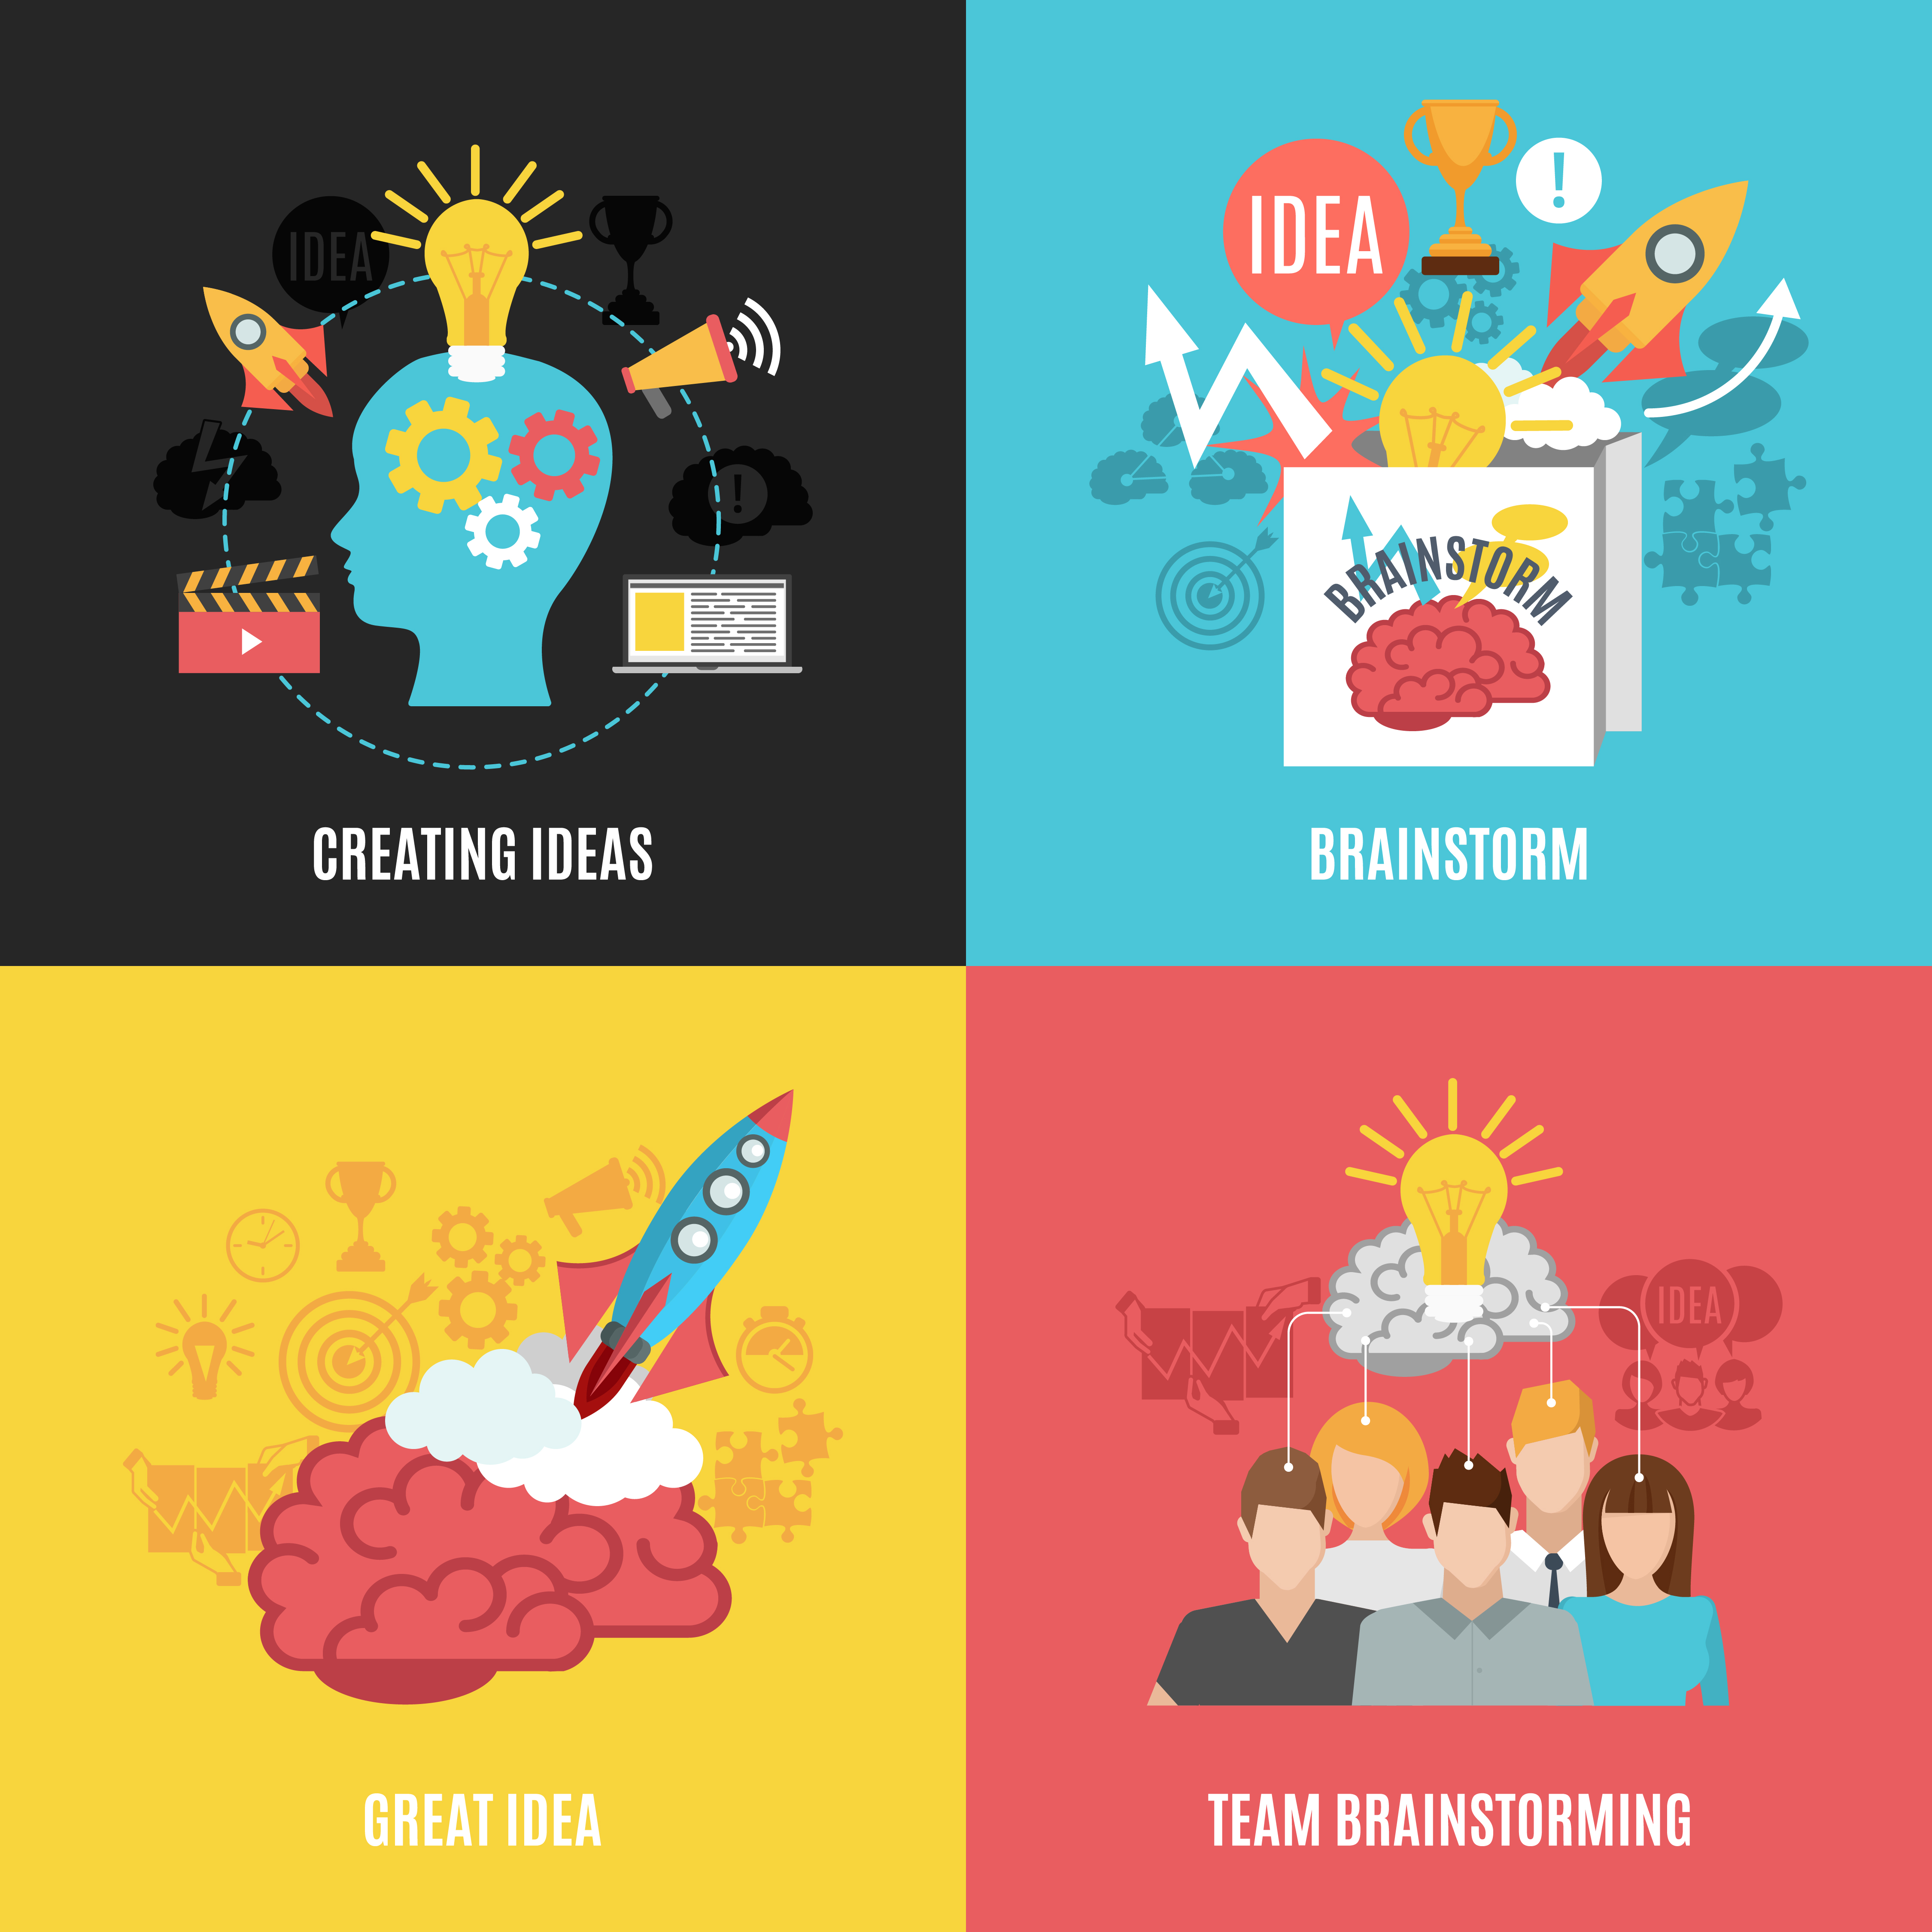 IDEA
!
CREATING IDEAS
IDEA
!
BRAINSTORM
BRAINSTORM
GREAT IDEA
IDEA
TEAM BRAINSTORMING